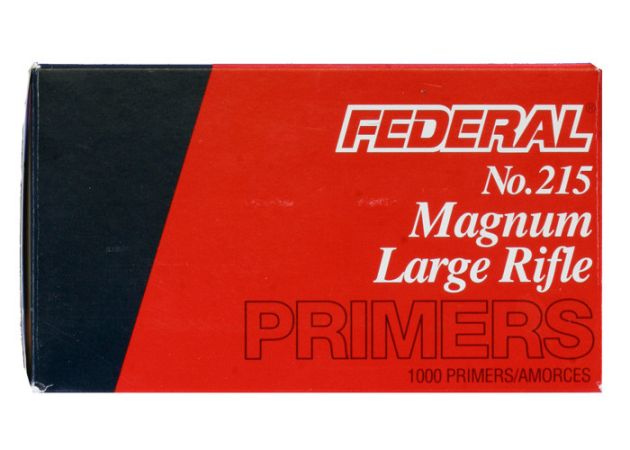 FEDERAL®
No.215
Magnum
Large Rifle
PRIMERS
1000 PRIMERS/AMORCES